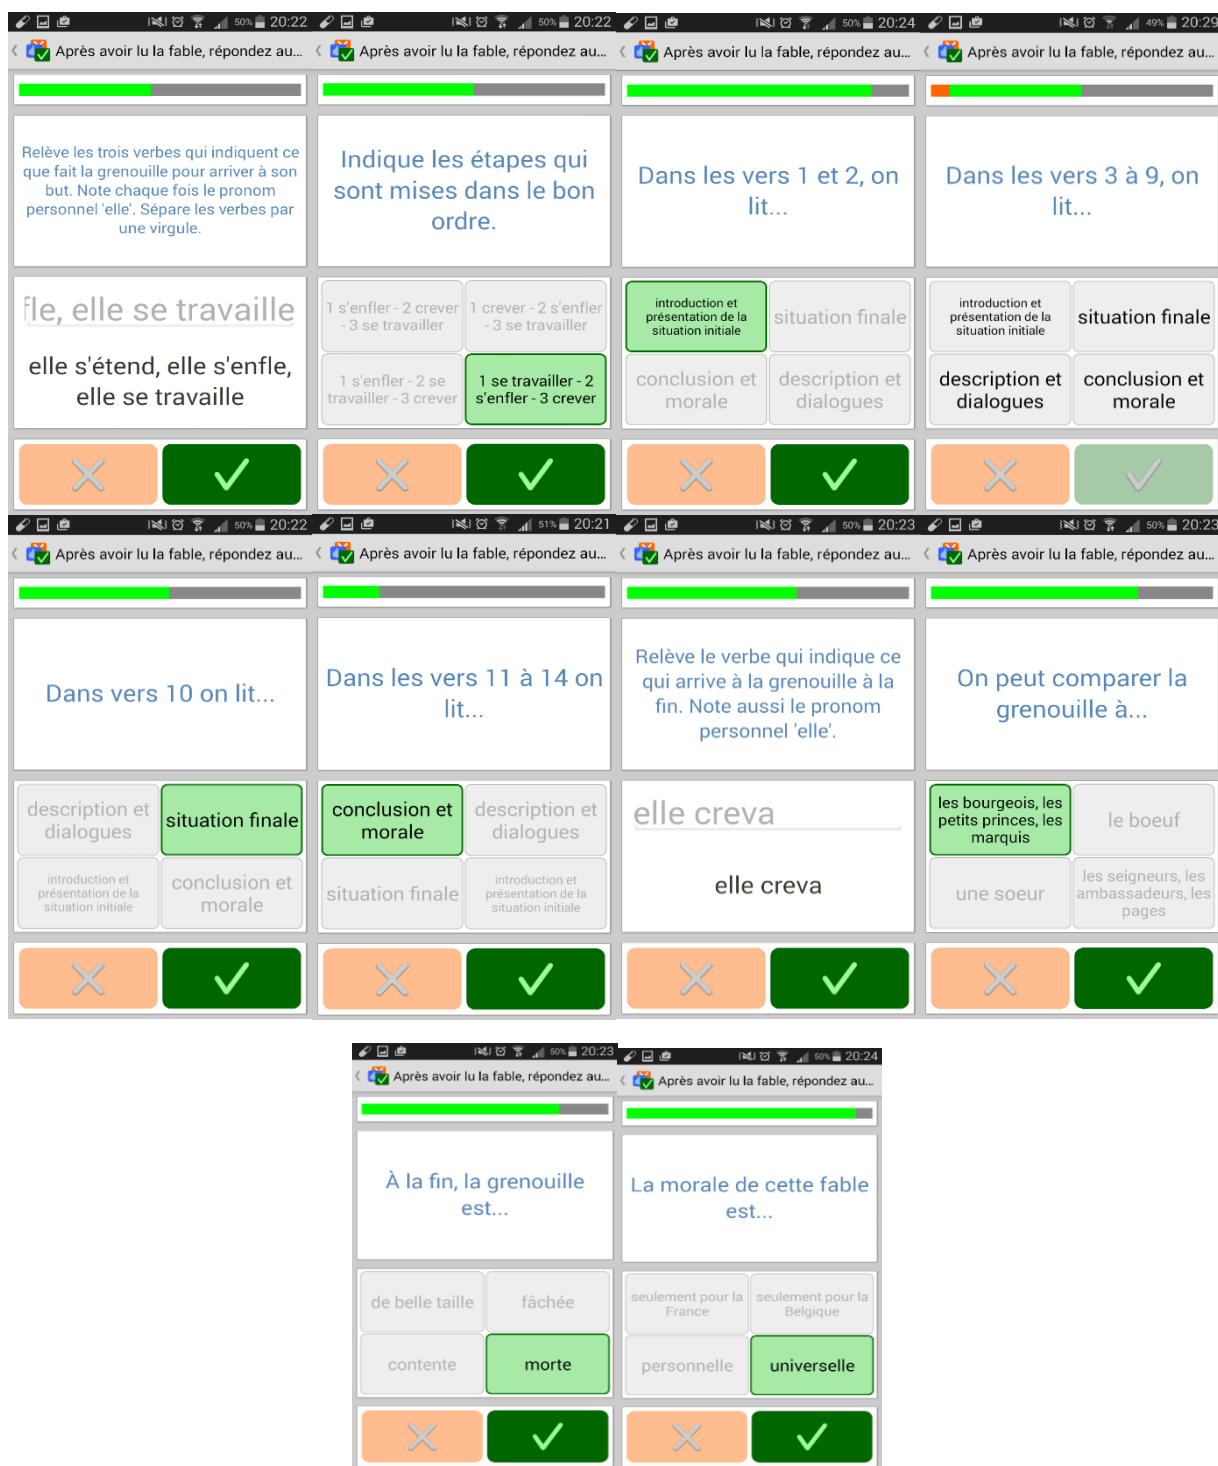 50% 20:22
Après avoir lu la fable, répondez au...
Relève les trois verbes qui indiquent ce
que fait la grenouille pour arriver à son
but. Note chaque fois le pronom
personnel 'elle'. Sépare les verbes par
une virgule.
fle, elle se travaille
elle s'étend, elle s'enfle,
elle se travaille
50% 20:22
Après avoir lu la fable, répondez au...
Indique les étapes qui
sont mises dans le bon
ordre.
1 s'enfler - 2 crever
- 3 se travailler
1 crever - 2 s'enfler
- 3 se travailler
1 s'enfler - 2 se
travailler - 3 crever
1 se travailler - 2
s'enfler - 3 crever
50% 20:24
Après avoir lu la fable, répondez au...
Dans les vers 1 et 2, on
lit...
introduction et
présentation de la
situation initiale
situation finale
conclusion et
morale
description et
dialogues
49% 20:29
Après avoir lu la fable, répondez au...
Dans les vers 3 à 9, on
lit...
introduction et
présentation de la
situation initiale
situation finale
description et
dialogues
conclusion et
morale
50% 20:22
Après avoir lu la fable, répondez au...
Dans vers 10 on lit...
description et
dialogues
situation finale
introduction et
présentation de la
situation initiale
conclusion et
morale
51% 20:21
Après avoir lu la fable, répondez au...
Dans les vers 11 à 14 on
lit...
conclusion et
morale
description et
dialogues
situation finale
introduction et
présentation de la
situation initiale
50% 20:23
Après avoir lu la fable, répondez au...
Relève le verbe qui indique ce
qui arrive à la grenouille à la
fin. Note aussi le pronom
personnel 'elle'.
elle creva
elle creva
50% 20:23
Après avoir lu la fable, répondez au...
On peut comparer la
grenouille à...
les bourgeois, les
petits princes, les
marquis
le boeuf
une soeur
les seigneurs, les
ambassadeurs, les
pages
50% 20:23
Après avoir lu la fable, répondez au...
À la fin, la grenouille
est...
de belle taille
fâchée
contente
morte
50% 20:24
Après avoir lu la fable, répondez au...
La morale de cette fable
est...
seulement pour la
France
seulement pour la
Belgique
personnelle
universelle